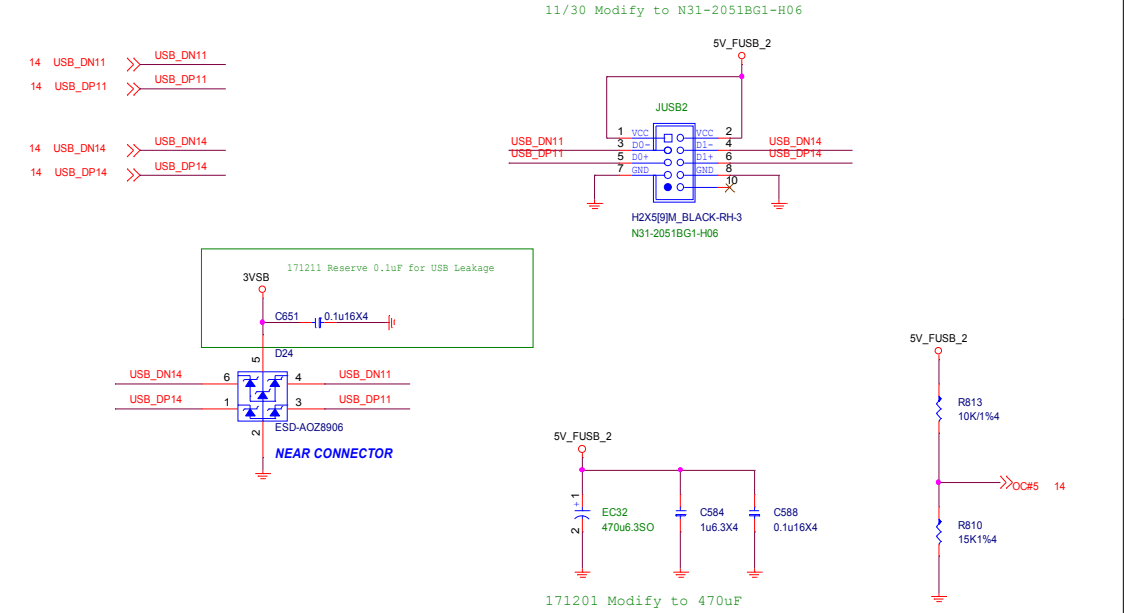 11/30 Modify to N31-2051BG1-H06
14 USB_DN11 USB_DN11
14 USB_DP11 USB_DP11
14 USB_DN14 USB_DN14
14 USB_DP14 USB_DP14
5V_FUSB_2
JUSB2
1 VCC VCC 2
USB_DN11 3 D0- D1- 4 USB_DN14
USB_DP11 5 D0+ D1+ 6 USB_DP14
7 GND GND 8
10
H2X5[9]M_BLACK-RH-3
N31-2051BG1-H06
171211 Reserve 0.1uF for USB Leakage
3VSB
C651 0.1u16X4
D24
5
USB_DN14 6 4 USB_DN11
USB_DP14 1 3 USB_DP11
2
ESD-AOZ8906
NEAR CONNECTOR
5V_FUSB_2
1
+
EC32
470u6.3SO
2
C584
1u6.3X4
C588
0.1u16X4
171201 Modify to 470uF
5V_FUSB_2
R813
10K/1%4
OC#5 14
R810
15K1%4